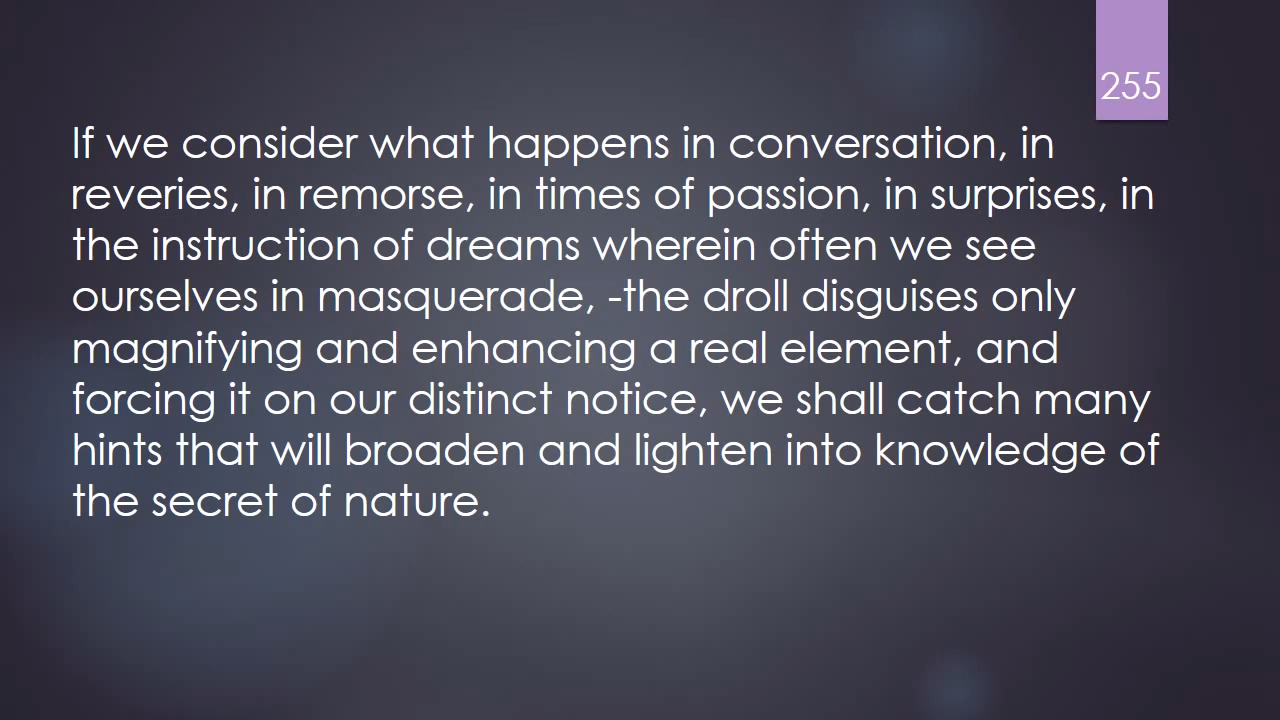 255
If we consider what happens in conversation, in
reveries, in remorse, in times of passion, in surprises, in
the instruction of dreams wherein often we see
ourselves in masquerade, -the droll disguises only
magnifying and enhancing a real element, and
forcing it on our distinct notice, we shall catch many
hints that will broaden and lighten into knowledge of
the secret of nature.